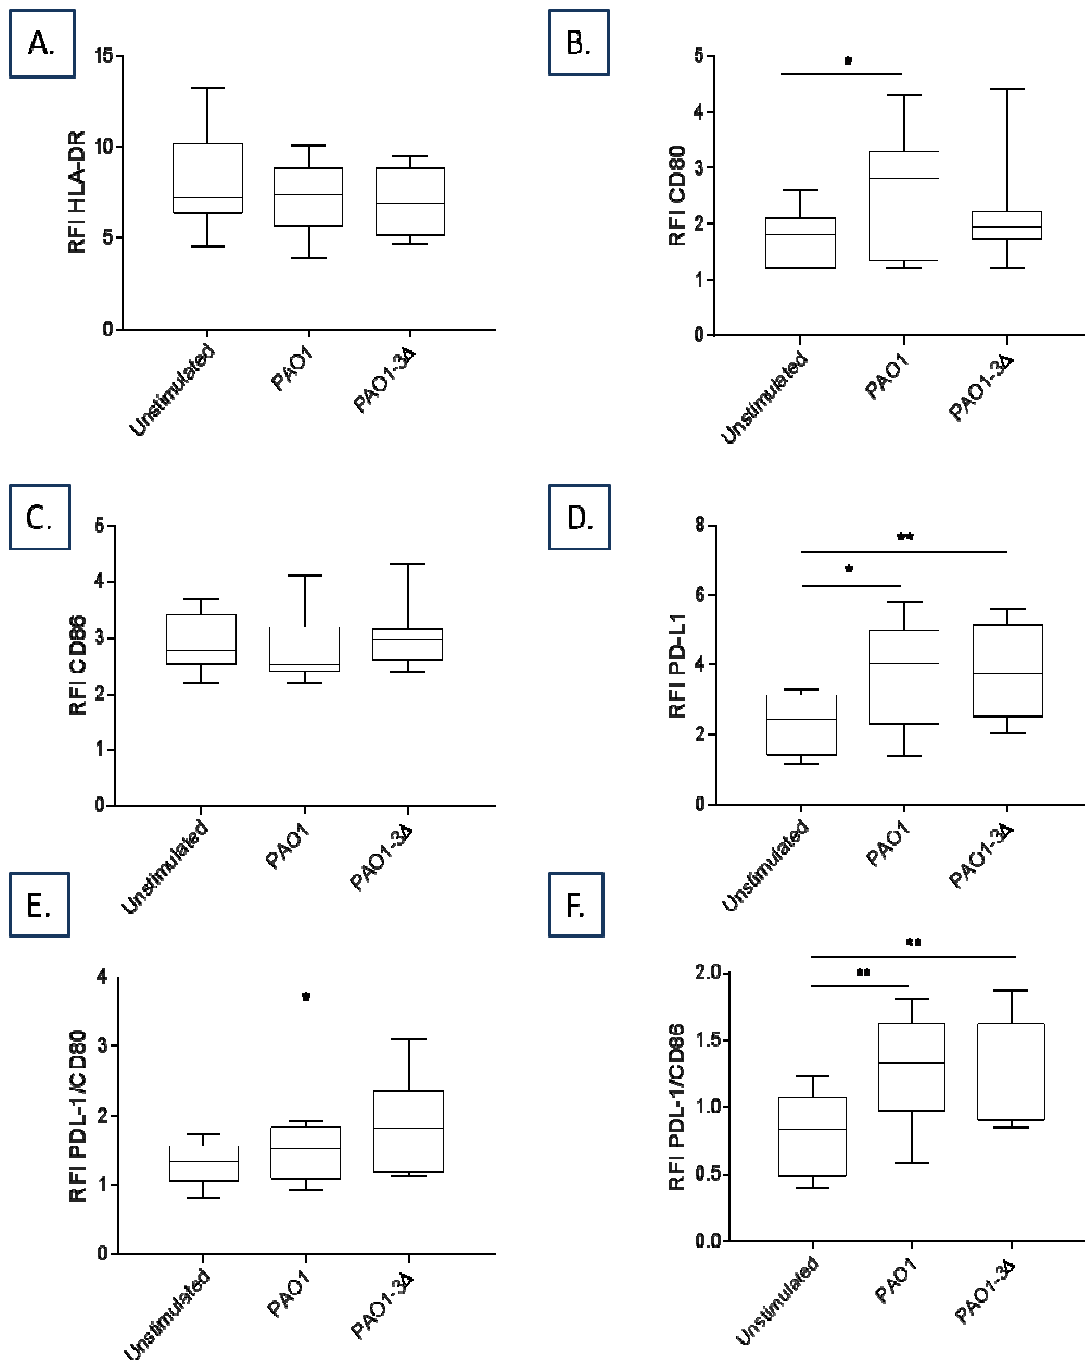 A.
15
10
5
0
RFI HLA-DR
Unstimulated
PAO1
PAO1-3Δ
B.
5
4
3
2
1
0
RFI CD80
*
Unstimulated
PAO1
PAO1-3Δ
C.
6
4
3
2
1
0
RFI CD86
Unstimulated
PAO1
PAO1-3Δ
D.
8
6
4
2
0
RFI PD-L1
**
*
Unstimulated
PAO1
PAO1-3Δ
E.
4
3
2
1
0
RFI PDL-1/CD80
*
Unstimulated
PAO1
PAO1-3Δ
F.
2.0
1.5
1.0
0.5
0.0
RFI PDL-1/CD86
**
**
Unstimulated
PAO1
PAO1-3Δ